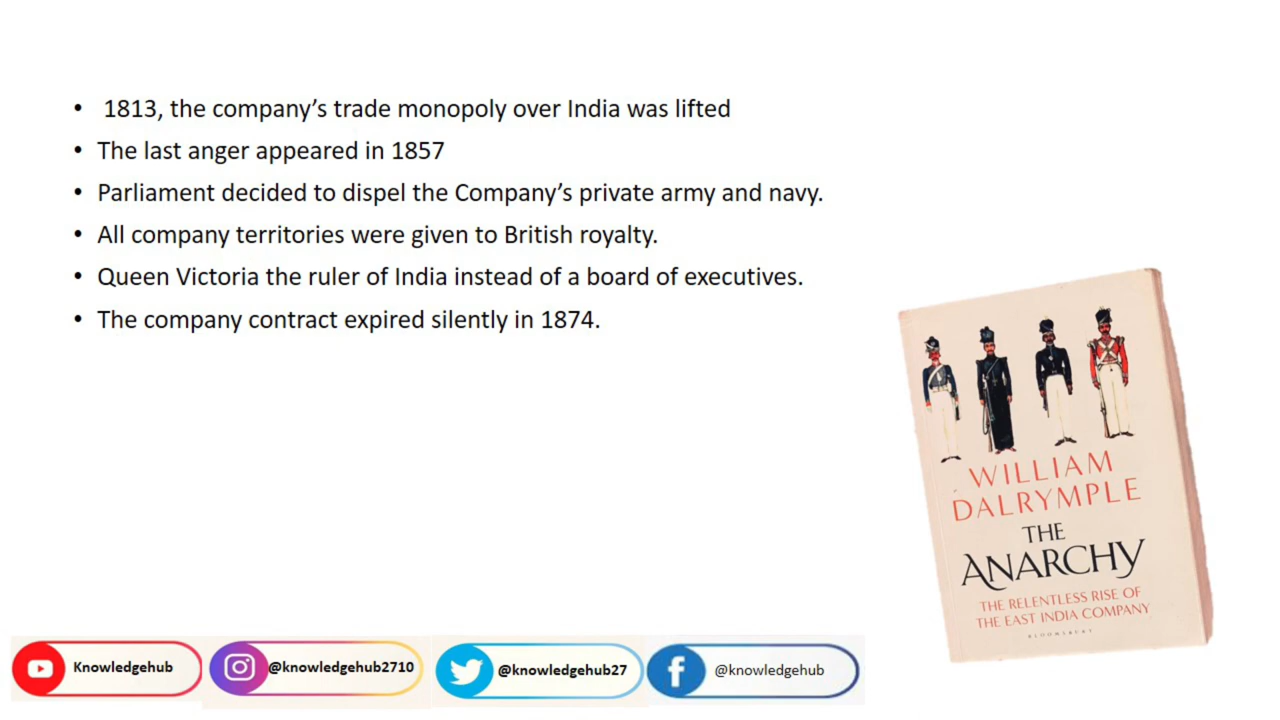 • 1813, the company’s trade monopoly over India was lifted
• The last anger appeared in 1857
• Parliament decided to dispel the Company’s private army and navy.
• All company territories were given to British royalty.
• Queen Victoria the ruler of India instead of a board of executives.
• The company contract expired silently in 1874.
WILLIAM
DALRYMPLE
THE
ANARCHY
THE RELENTLESS RISE OF
THE EAST INDIA COMPANY
BLOOMSBURY
Knowledgehub
@knowledgehub2710
@knowledgehub27
@knowledgehub